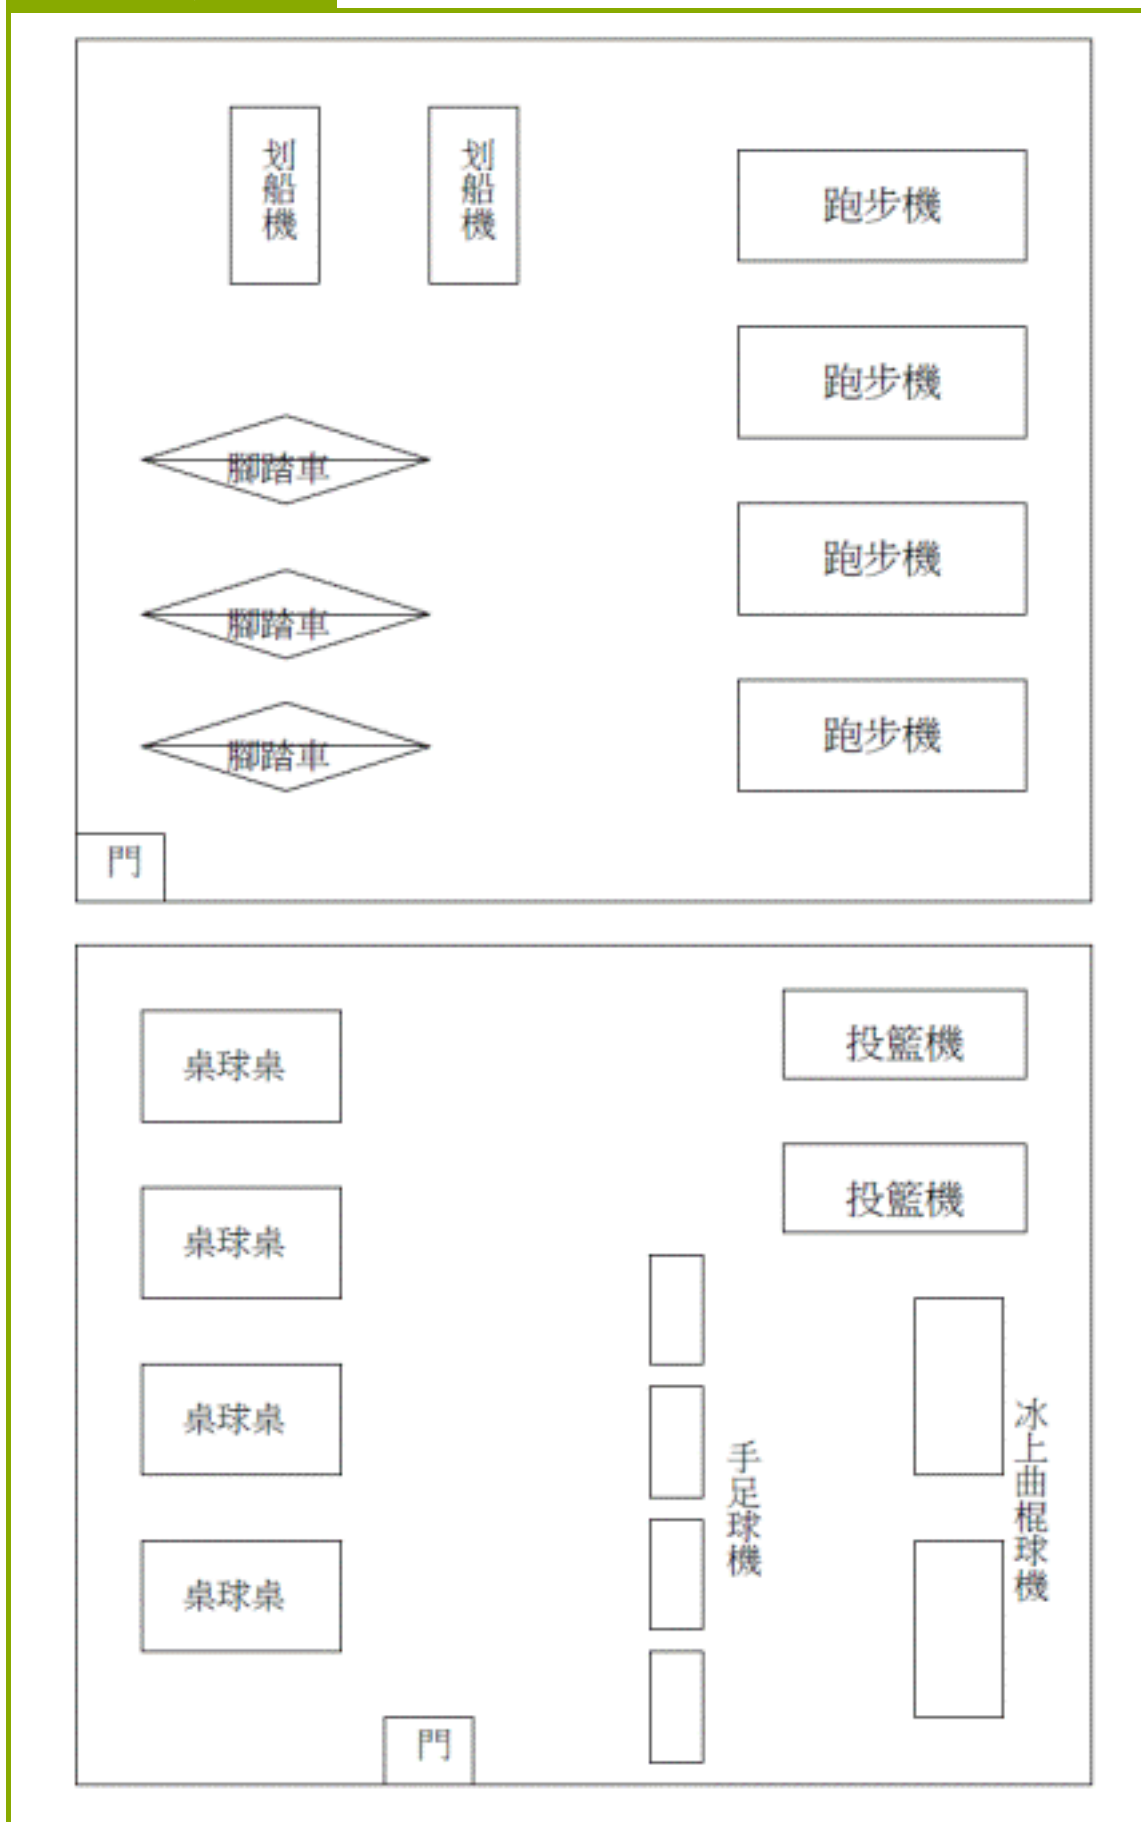 划船機
划船機
跑步機
跑步機
腳踏車
跑步機
腳踏車
跑步機
腳踏車
門
投籃機
桌球桌
投籃機
桌球桌
桌球桌
手足球機
冰上曲棍球機
桌球桌
門